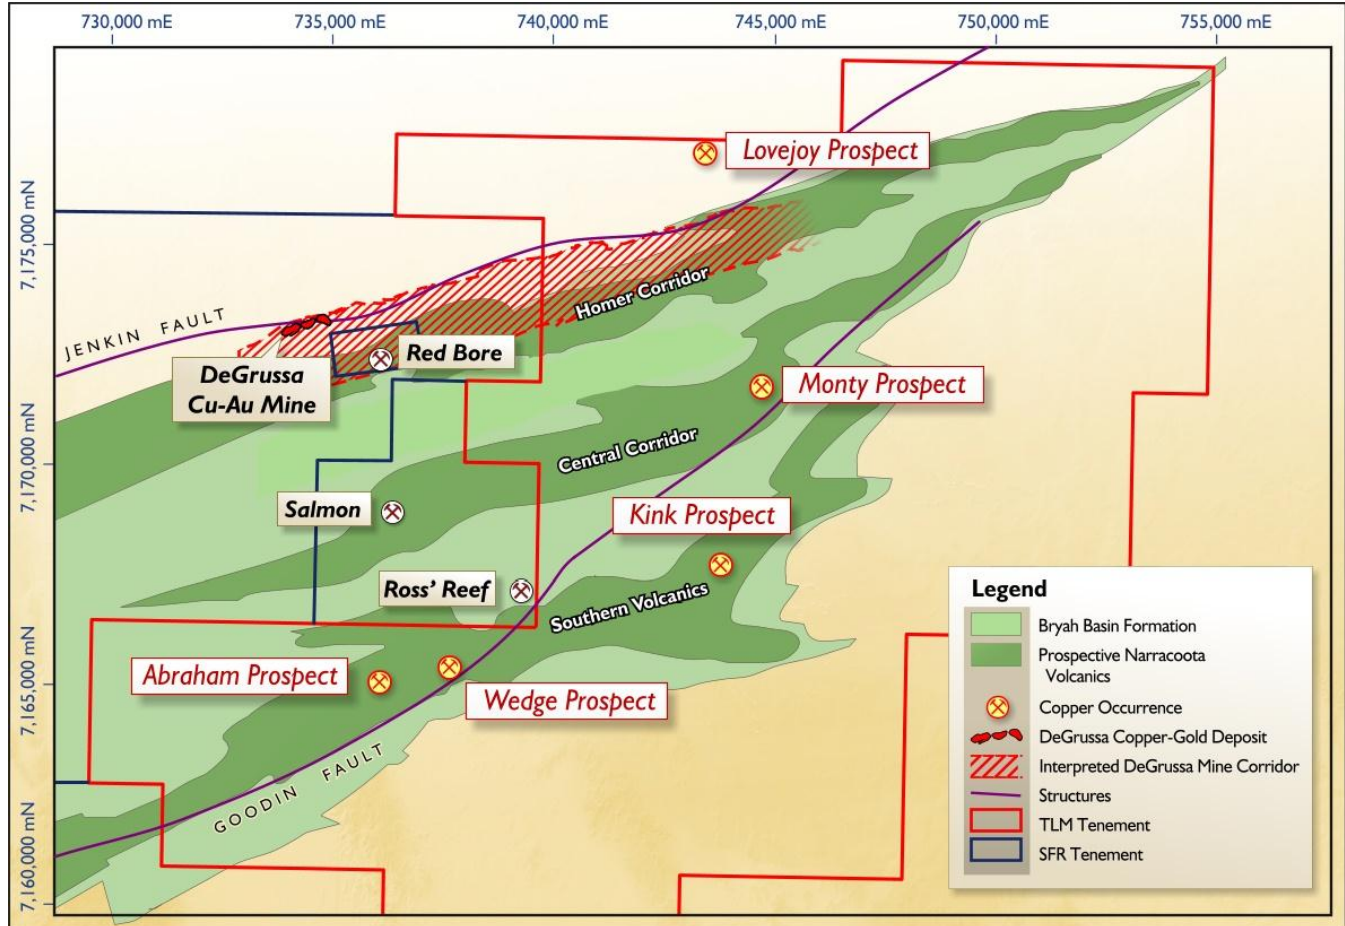 730,000 mE
735,000 mE
740,000 mE
745,000 mE
750,000 mE
755,000 mE
7,175,000 mN
7,170,000 mN
7,165,000 mN
7,160,000 mN
Lovejoy Prospect
Homer Corridor
JENKIN FAULT
Red Bore
DeGrussa
Cu-Au Mine
Monty Prospect
Central Corridor
Salmon
Kink Prospect
Ross' Reef
Southern Volcanics
Abraham Prospect
Wedge Prospect
GOODIN FAULT
Legend
Bryah Basin Formation
Prospective Narracoota
Volcanics
Copper Occurrence
DeGrussa Copper-Gold Deposit
Interpreted DeGrussa Mine Corridor
Structures
TLM Tenement
SFR Tenement